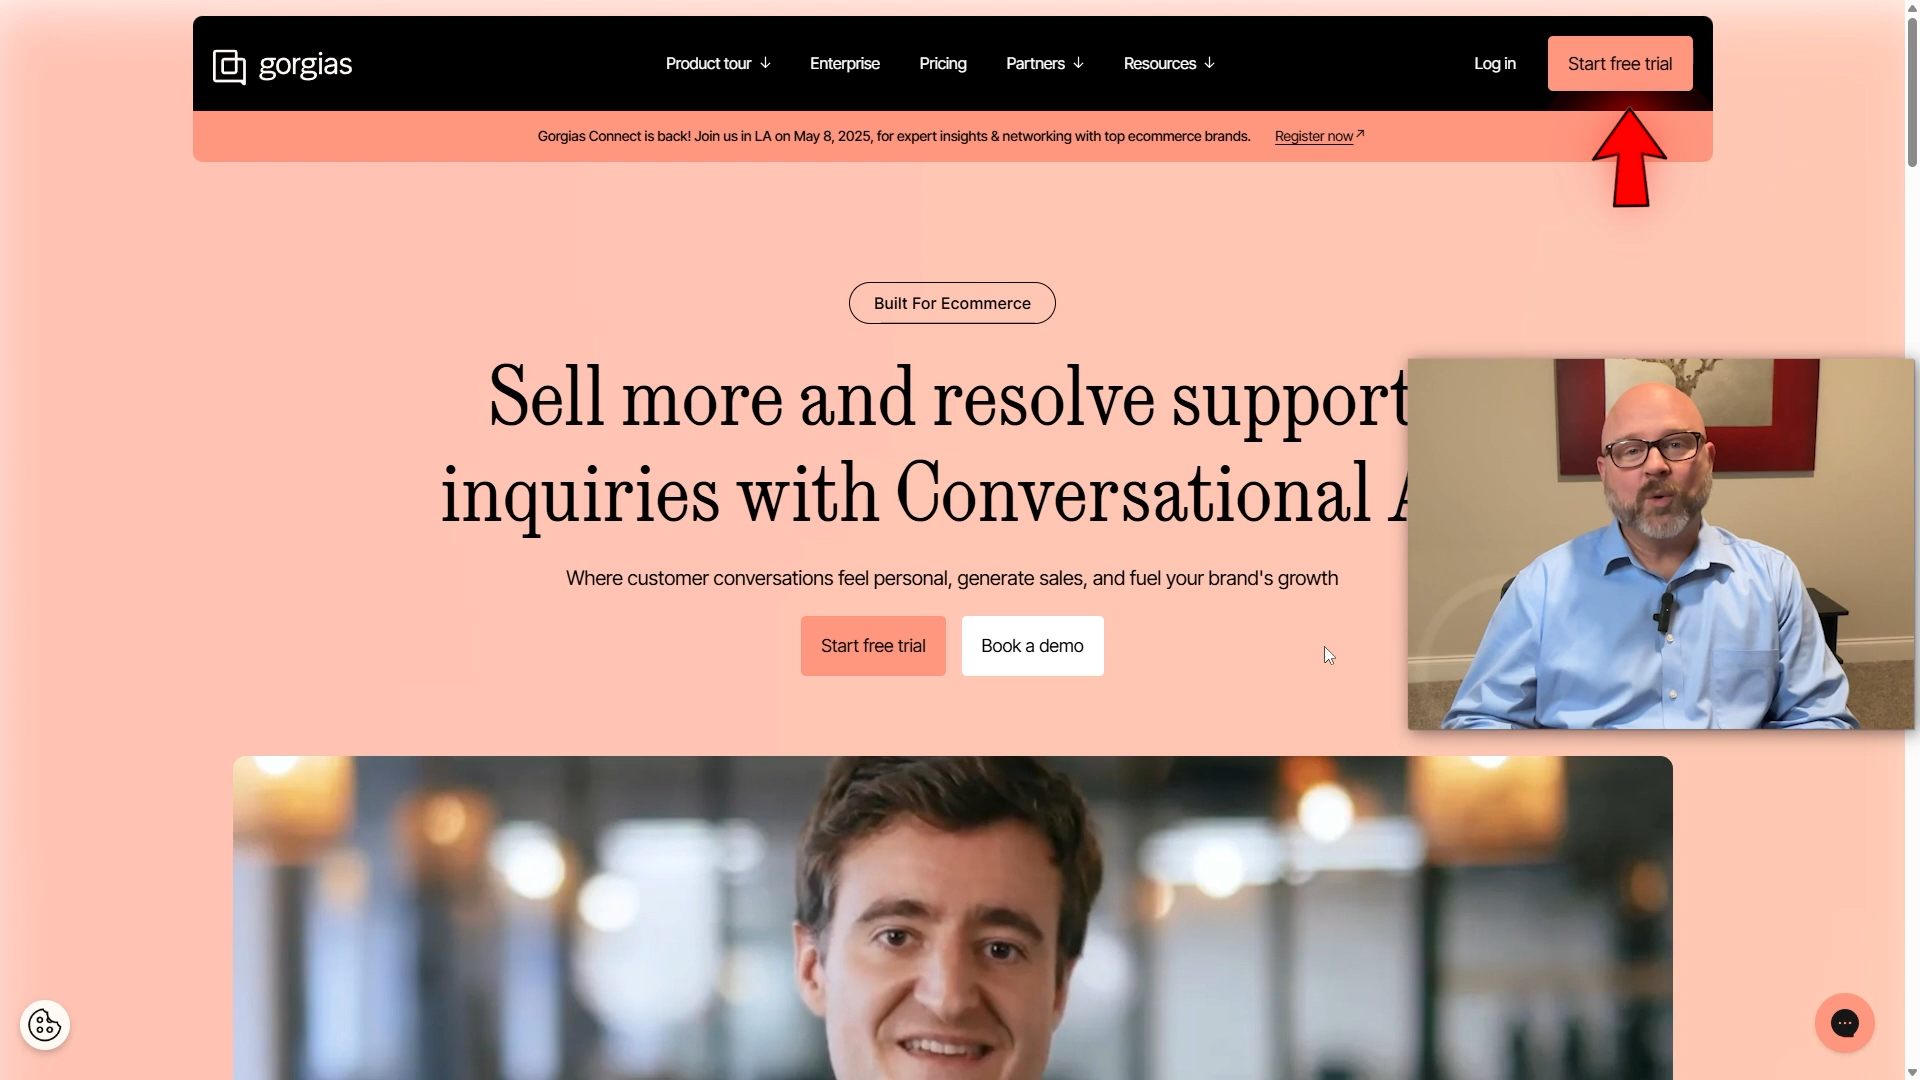 gorgias
Product tour ↓
Enterprise
Pricing
Partners ↓
Resources ↓
Log in
Start free trial
Gorgias Connect is back! Join us in LA on May 8, 2025, for expert insights & networking with top ecommerce brands. Register now↗
Built For Ecommerce
Sell more and resolve support
inquiries with Conversational
Where customer conversations feel personal, generate sales, and fuel your brand's growth
Start free trial
Book a demo